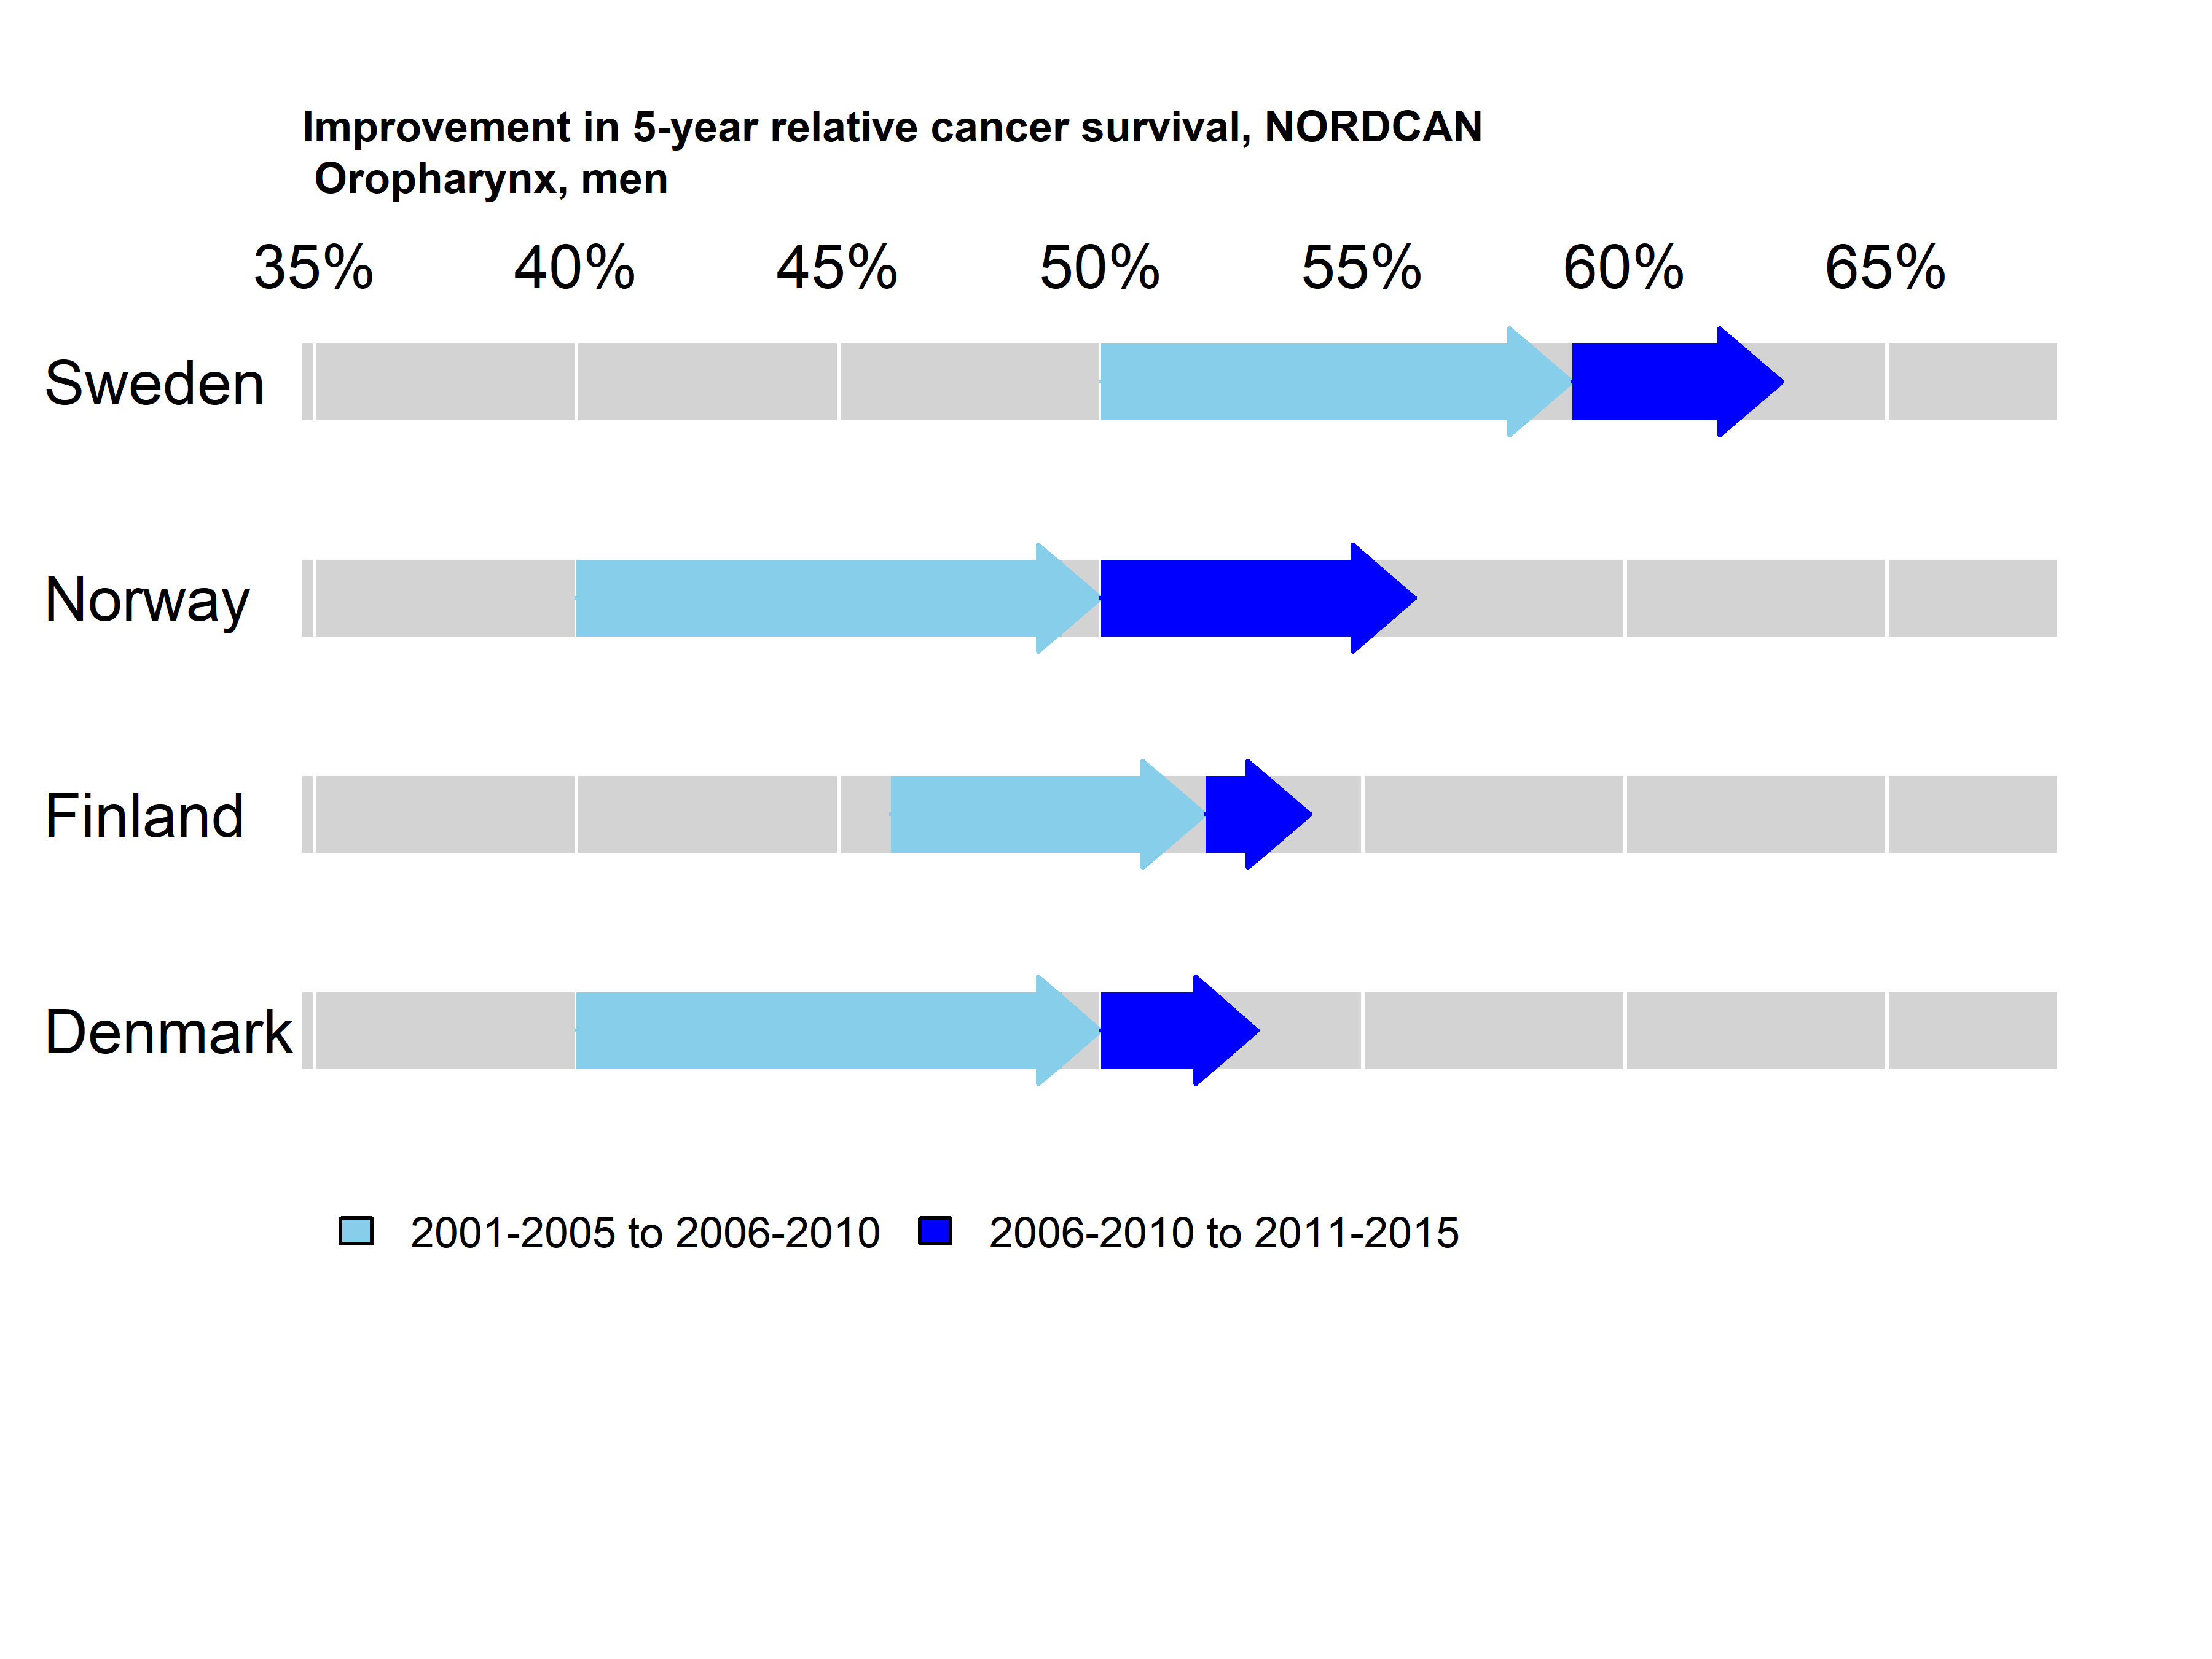 Improvement in 5-year relative cancer survival, NORDCAN
Oropharynx, men
35% 40% 45% 50% 55% 60% 65%
Sweden
Norway
Finland
Denmark
2001-2005 to 2006-2010 2006-2010 to 2011-2015